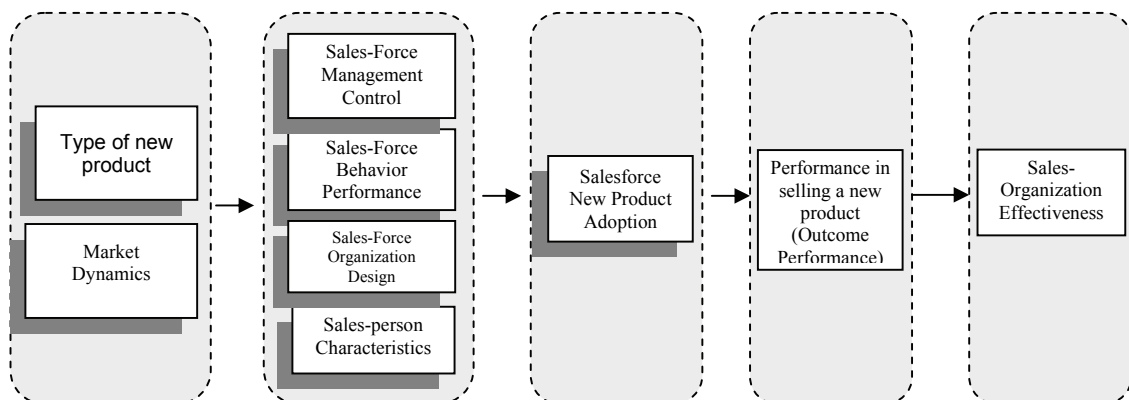 Type of new
product
Market
Dynamics
Sales-Force
Management
Control
Sales-Force
Behavior
Performance
Sales-Force
Organization
Design
Sales-person
Characteristics
Salesforce
New Product
Adoption
Performance in
selling a new
product
(Outcome
Performance)
Sales-
Organization
Effectiveness